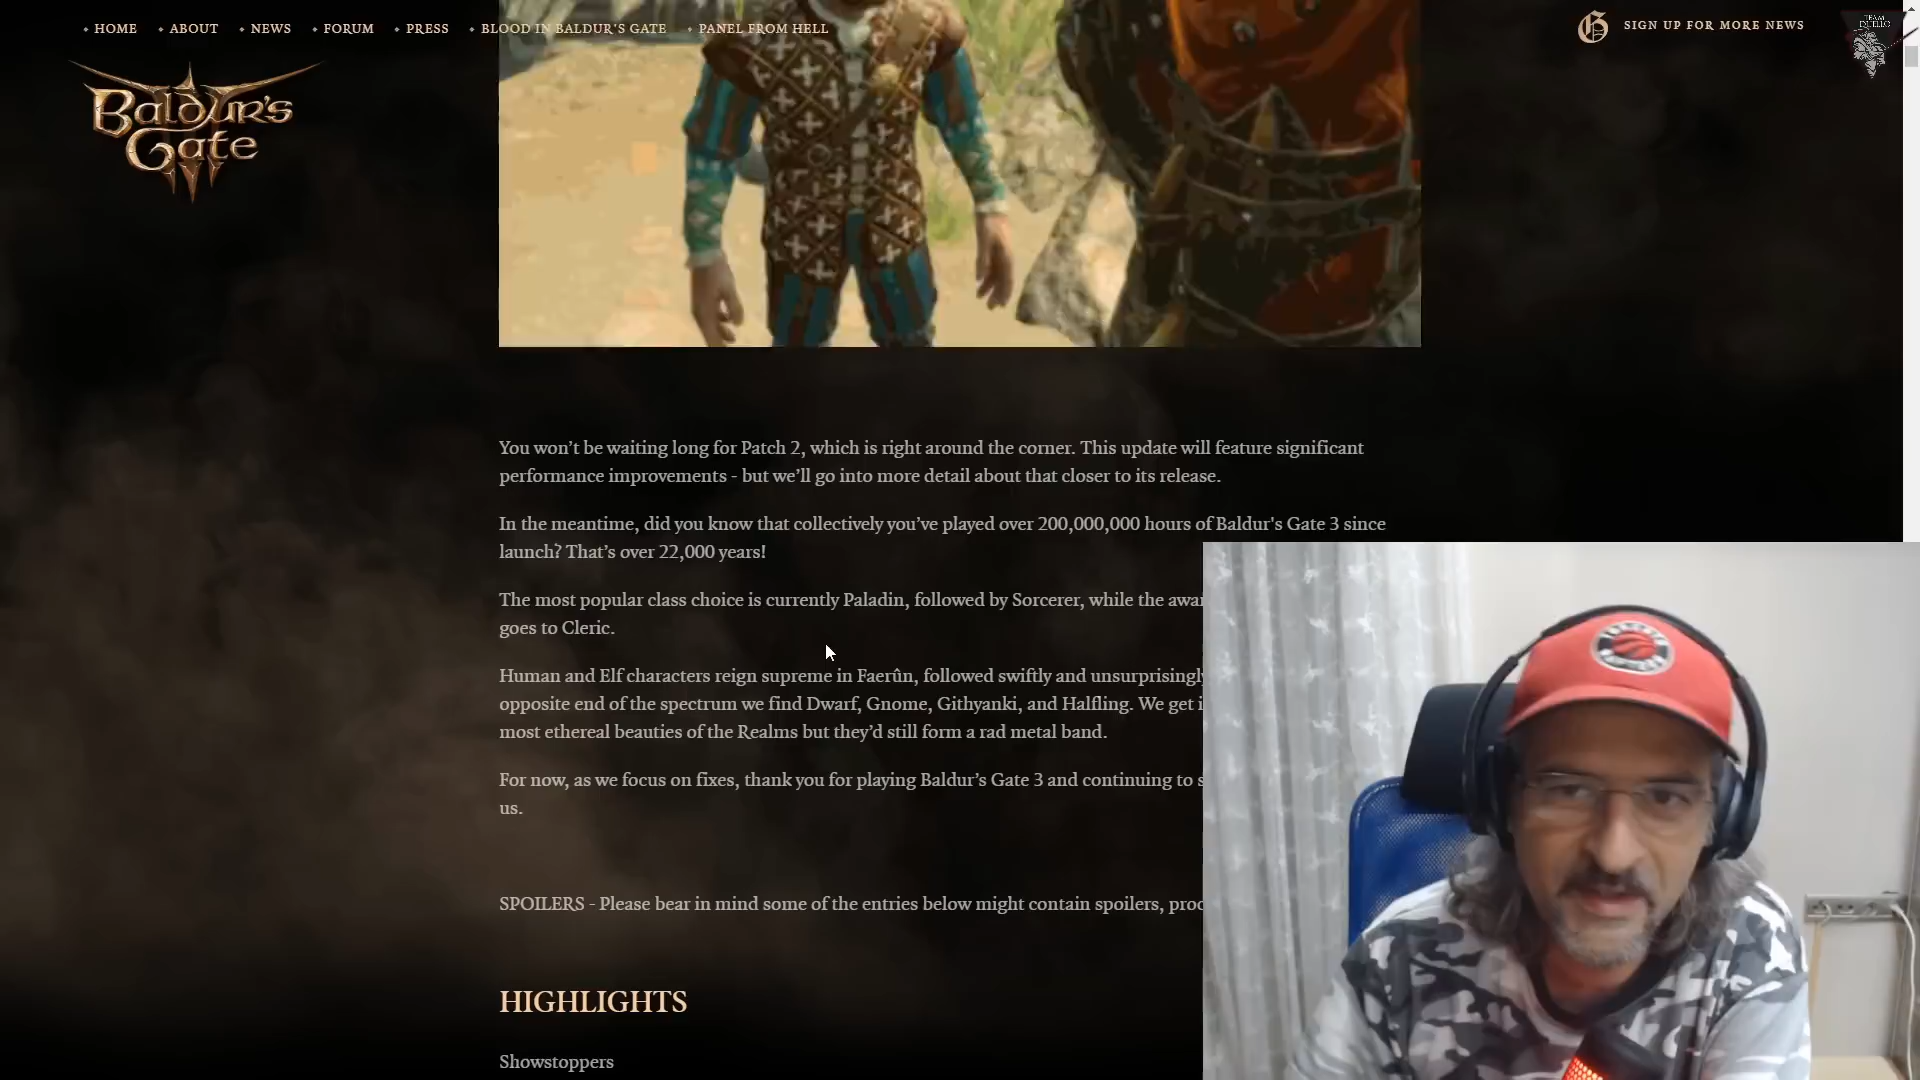 HOME ABOUT NEWS FORUM PRESS BLOOD IN BALDUR'S GATE PANEL FROM HELL
SIGN UP FOR MORE NEWS
TEAM
DUELLO
Baldur's
Gate
You won't be waiting long for Patch 2, which is right around the corner. This update will feature significant
performance improvements - but we'll go into more detail about that closer to its release.
In the meantime, did you know that collectively you've played over 200,000,000 hours of Baldur's Gate 3 since
launch? That's over 22,000 years!
The most popular class choice is currently Paladin, followed by Sorcerer, while the
goes to Cleric.
Human and Elf characters reign supreme in Faerûn, followed swiftly and
opposite end of the spectrum we find Dwarf, Gnome, Githyanki, and Halfling. We get
most ethereal beauties of the Realms but they'd still form a rad metal band.
For now, as we focus on fixes, thank you for playing Baldur's Gate 3 and continuing to
us.
SPOILERS - Please bear in mind some of the entries below might contain spoilers,
HIGHLIGHTS
Showstoppers